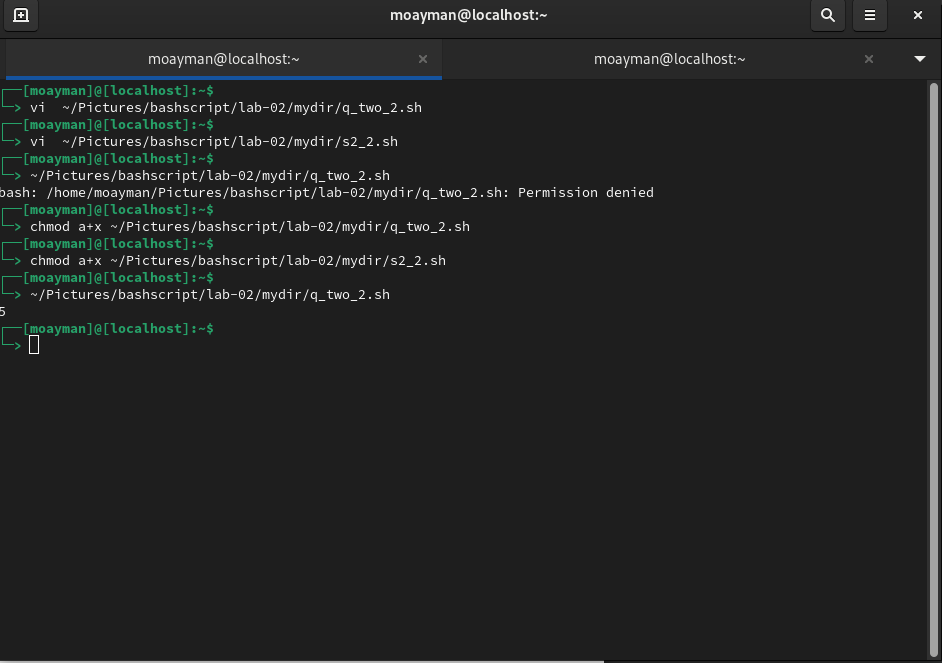 moayman@localhost:~
moayman@localhost:~
moayman@localhost:~
[moayman]@[localhost]:~$
vi  ~/Pictures/bashscript/lab-02/mydir/q_two_2.sh
[moayman]@[localhost]:~$
vi  ~/Pictures/bashscript/lab-02/mydir/s2_2.sh
[moayman]@[localhost]:~$
~/Pictures/bashscript/lab-02/mydir/q_two_2.sh
bash: /home/moayman/Pictures/bashscript/lab-02/mydir/q_two_2.sh: Permission denied
[moayman]@[localhost]:~$
chmod a+x ~/Pictures/bashscript/lab-02/mydir/q_two_2.sh
[moayman]@[localhost]:~$
chmod a+x ~/Pictures/bashscript/lab-02/mydir/s2_2.sh
[moayman]@[localhost]:~$
~/Pictures/bashscript/lab-02/mydir/q_two_2.sh
5
[moayman]@[localhost]:~$